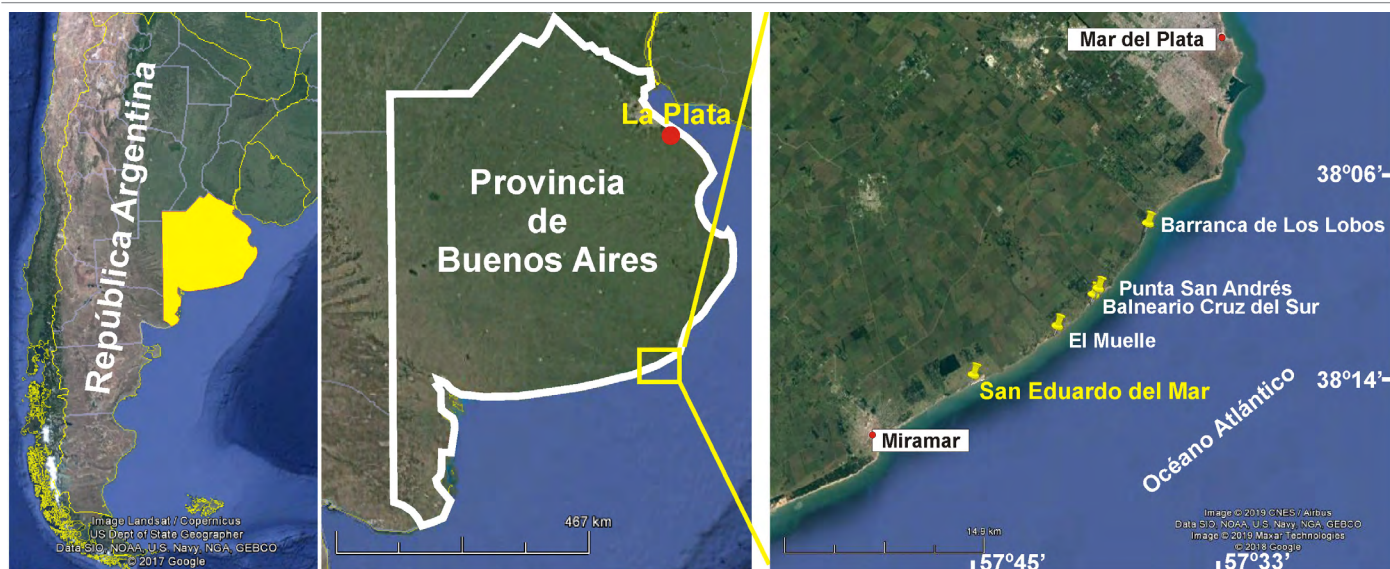 República Argentina
Image Landsat / Copernicus
US Dept of State Geographer
Data SIO, NOAA, U.S. Navy, NGA, GEBCO
© 2017 Google
La Plata
Provincia
de
Buenos Aires
467 km
Mar del Plata
38º06'
Barranca de Los Lobos
Punta San Andrés
Balneario Cruz del Sur
El Muelle
38º14'
San Eduardo del Mar
Océano Atlántico
Miramar
Image © 2019 CNES / Airbus
Data SIO, NOAA, U.S. Navy, NGA, GEBCO
Image © 2019 Maxar Technologies
© 2018 Google
14.9 km
57º45'
57º33'